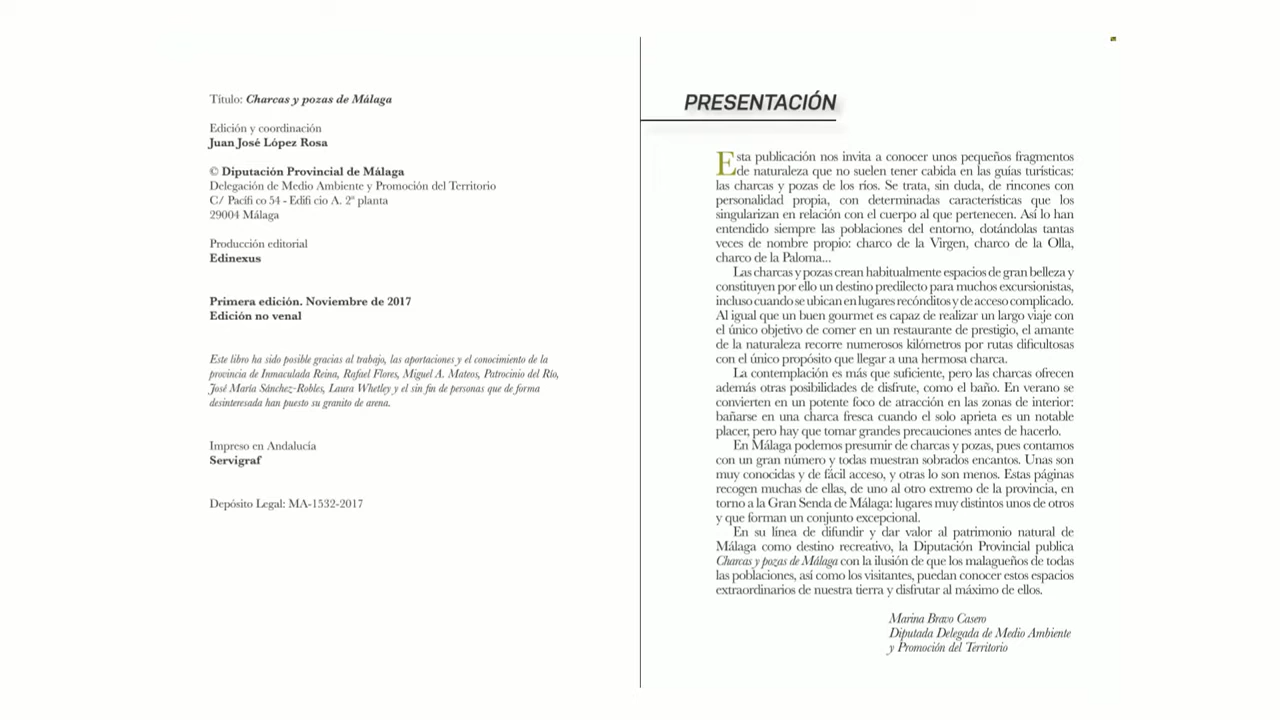 Título: Charcas y pozas de Málaga
Edición y coordinación
Juan José López Rosa
© Diputación Provincial de Málaga
Delegación de Medio Ambiente y Promoción del Territorio
C/ Pacífi co 54 - Edifi cio A. 2ª planta
29004 Málaga
Producción editorial
Edinexus
Primera edición. Noviembre de 2017
Edición no venal
Este libro ha sido posible gracias al trabajo, las aportaciones y el conocimiento de la
provincia de Inmaculada Reina, Rafael Flores, Miguel A. Mateos, Patrocinio del Río,
José María Sánchez-Robles, Laura Whetley y el sin fin de personas que de forma
desinteresada han puesto su granito de arena.
Impreso en Andalucía
Servigraf
Depósito Legal: MA-1532-2017
PRESENTACIÓN
Esta publicación nos invita a conocer unos pequeños fragmentos
de naturaleza que no suelen tener cabida en las guías turísticas:
las charcas y pozas de los ríos. Se trata, sin duda, de rincones con
personalidad propia, con determinadas características que los
singularizan en relación con el cuerpo al que pertenecen. Así lo han
entendido siempre las poblaciones del entorno, dotándolas tantas
veces de nombre propio: charco de la Virgen, charco de la Olla,
charco de la Paloma...
Las charcas y pozas crean habitualmente espacios de gran belleza y
constituyen por ello un destino predilecto para muchos excursionistas,
incluso cuando se ubican en lugares recónditos y de acceso complicado.
Al igual que un buen gourmet es capaz de realizar un largo viaje con
el único objetivo de comer en un restaurante de prestigio, el amante
de la naturaleza recorre numerosos kilómetros por rutas dificultosas
con el único propósito que llegar a una hermosa charca.
La contemplación es más que suficiente, pero las charcas ofrecen
además otras posibilidades de disfrute, como el baño. En verano se
convierten en un potente foco de atracción en las zonas de interior:
bañarse en una charca fresca cuando el solo aprieta es un notable
placer, pero hay que tomar grandes precauciones antes de hacerlo.
En Málaga podemos presumir de charcas y pozas, pues contamos
con un gran número y todas muestran sobrados encantos. Unas son
muy conocidas y de fácil acceso, y otras lo son menos. Estas páginas
recogen muchas de ellas, de uno al otro extremo de la provincia, en
torno a la Gran Senda de Málaga: lugares muy distintos unos de otros
y que forman un conjunto excepcional.
En su línea de difundir y dar valor al patrimonio natural de
Málaga como destino recreativo, la Diputación Provincial publica
Charcas y pozas de Málaga con la ilusión de que los malagueños de todas
las poblaciones, así como los visitantes, puedan conocer estos espacios
extraordinarios de nuestra tierra y disfrutar al máximo de ellos.
Marina Bravo Casero
Diputada Delegada de Medio Ambiente
y Promoción del Territorio